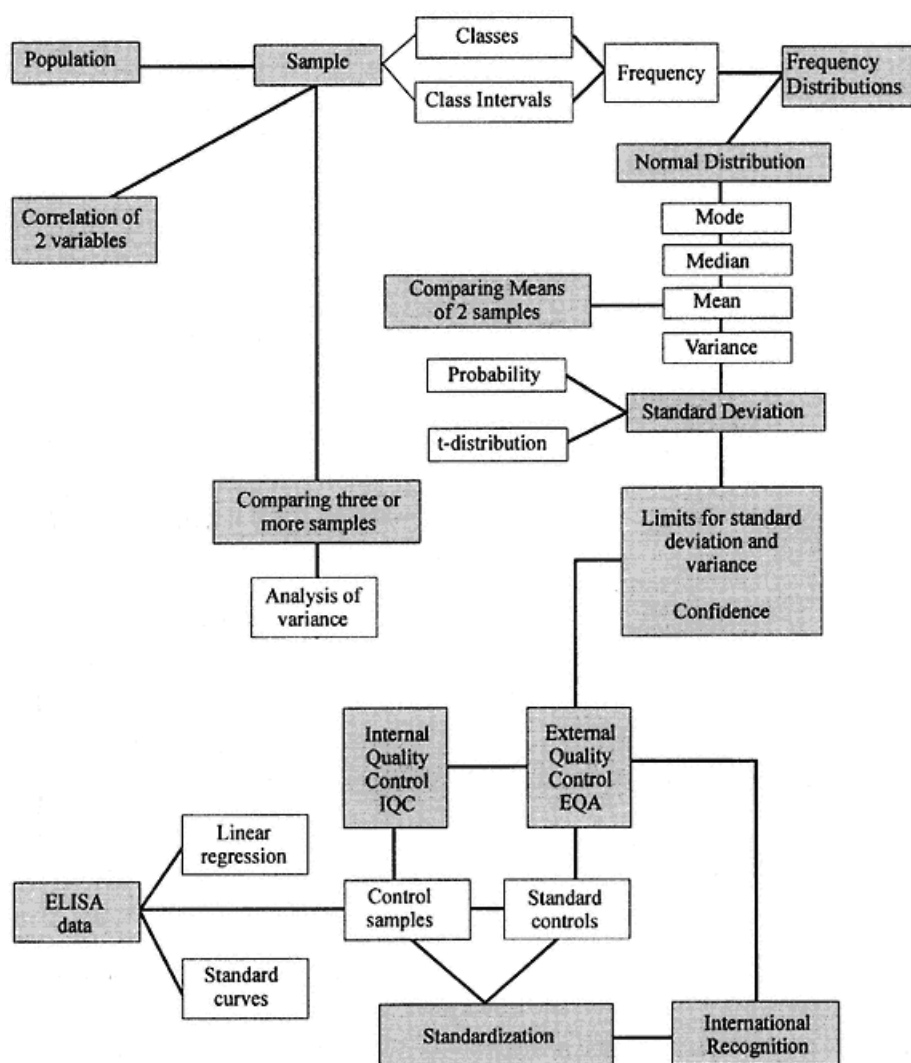 Population
Sample
Classes
Class Intervals
Frequency
Frequency
Distributions
Normal Distribution
Correlation of
2 variables
Mode
Median
Comparing Means
of 2 samples
Mean
Variance
Probability
Standard Deviation
t-distribution
Comparing three or
more samples
Limits for standard
deviation and
variance
Confidence
Analysis of
variance
Internal
Quality
Control
IQC
External
Quality
Control
EQA
Linear
regression
ELISA
data
Control
samples
Standard
controls
Standard
curves
Standardization
International
Recognition